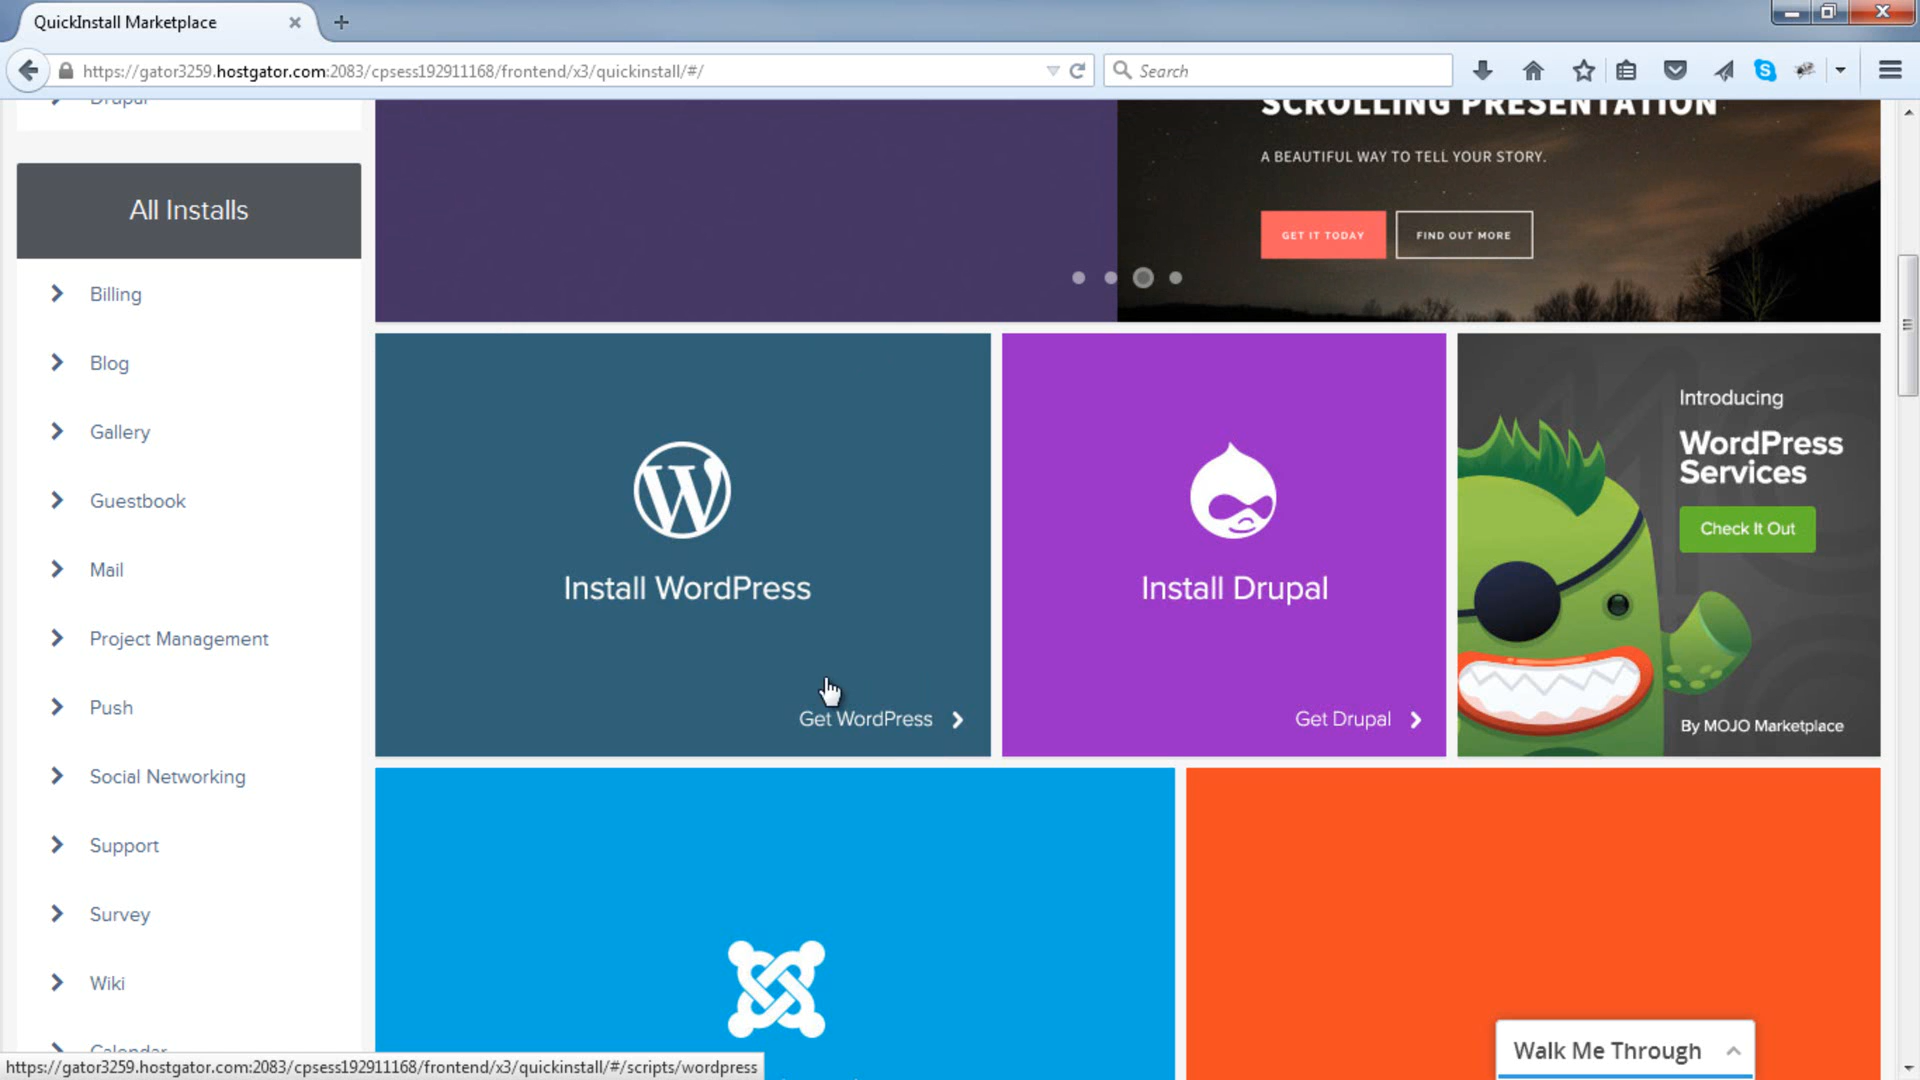 QuickInstall Marketplace
https://gator3259.hostgator.com:2083/cpsess192911168/frontend/x3/quickinstall/#/
Search
Drupal
All Installs
Billing
Blog
Gallery
Guestbook
Mail
Project Management
Push
Social Networking
Support
Survey
Wiki
Calendar
SCROLLING PRESENTATION
A BEAUTIFUL WAY TO TELL YOUR STORY.
GET IT TODAY
FIND OUT MORE
Install WordPress
Get WordPress
Install Drupal
Get Drupal
Introducing
WordPress
Services
Check It Out
By MOJO Marketplace
Walk Me Through
https://gator3259.hostgator.com:2083/cpsess192911168/frontend/x3/quickinstall/#/scripts/wordpress